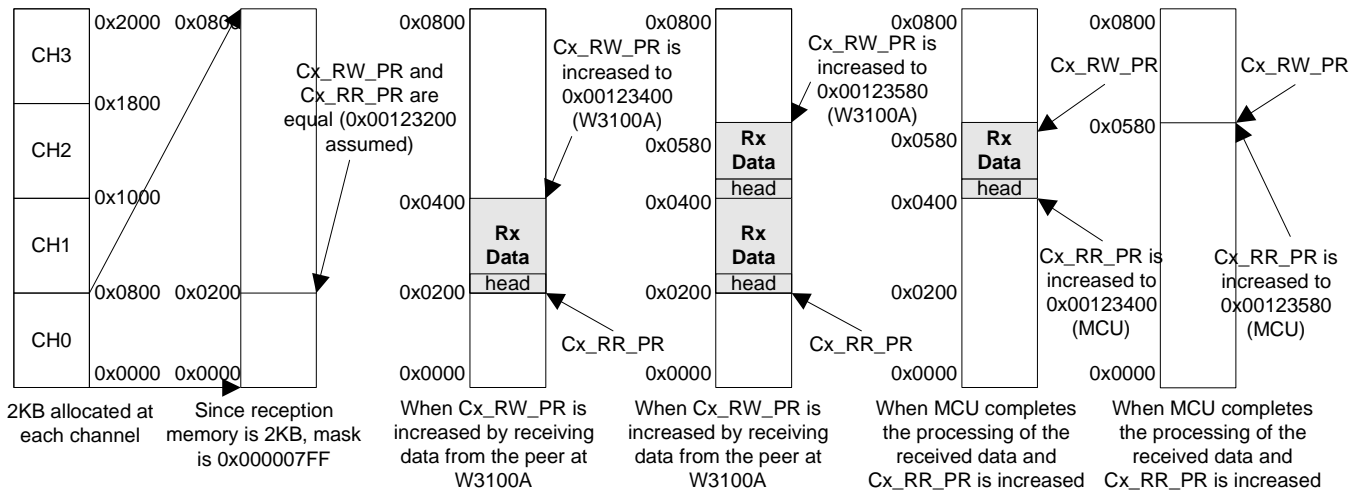 CH3
CH2
CH1
CH0
0x2000
0x1800
0x1000
0x0800
0x0000
2KB allocated at
each channel
0x0800
0x0200
0x0000
Cx_RW_PR and
Cx_RR_PR are
equal (0x00123200
assumed)
Since reception
memory is 2KB, mask
is 0x000007FF
0x0800
0x0400
0x0200
0x0000
Rx
Data
head
Cx_RW_PR is
increased to
0x00123400
(W3100A)
Cx_RR_PR
When Cx_RW_PR is
increased by receiving
data from the peer at
W3100A
0x0800
0x0580
0x0400
0x0200
0x0000
Rx
Data
head
Rx
Data
head
Cx_RW_PR is
increased to
0x00123580
(W3100A)
Cx_RR_PR
When Cx_RW_PR is
increased by receiving
data from the peer at
W3100A
0x0800
0x0580
0x0400
0x0200
0x0000
Rx
Data
head
Cx_RW_PR
Cx_RR_PR is
increased to
0x00123400
(MCU)
When MCU completes
the processing of the
received data and
Cx_RR_PR is increased
0x0800
0x0580
0x0000
Cx_RW_PR
Cx_RR_PR is
increased to
0x00123580
(MCU)
When MCU completes
the processing of the
received data and
Cx_RR_PR is increased